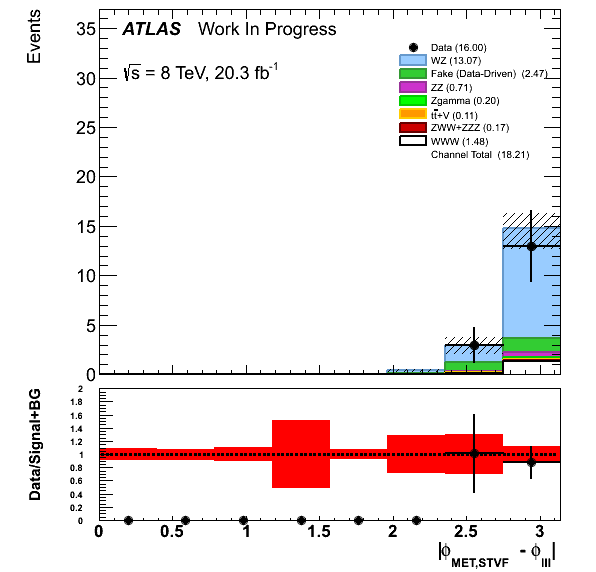 Events
ATLAS Work In Progress
√s = 8 TeV, 20.3 fb⁻¹
Data (16.00)
WZ (13.07)
Fake (Data-Driven) (2.47)
ZZ (0.71)
Zgamma (0.20)
tt̄+V (0.11)
ZWW+ZZZ (0.17)
WWW (1.48)
Channel Total (18.21)
35
30
25
20
15
10
5
0
Data/Signal+BG
2
1.8
1.6
1.4
1.2
1
0.8
0.6
0.4
0.2
0
0 0.5 1 1.5 2 2.5 3
|ϕMET,STVF - ϕlll|